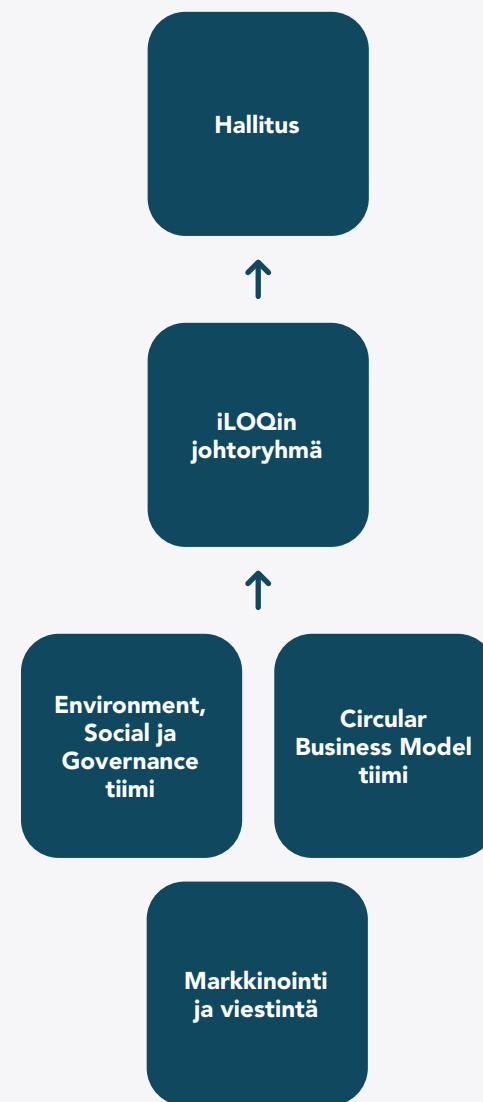 Hallitus
iLOQin
johtoryhmä
Environment,
Social ja
Governance
tiimi
Circular
Business Model
tiimi
Markkinointi
ja viestintä